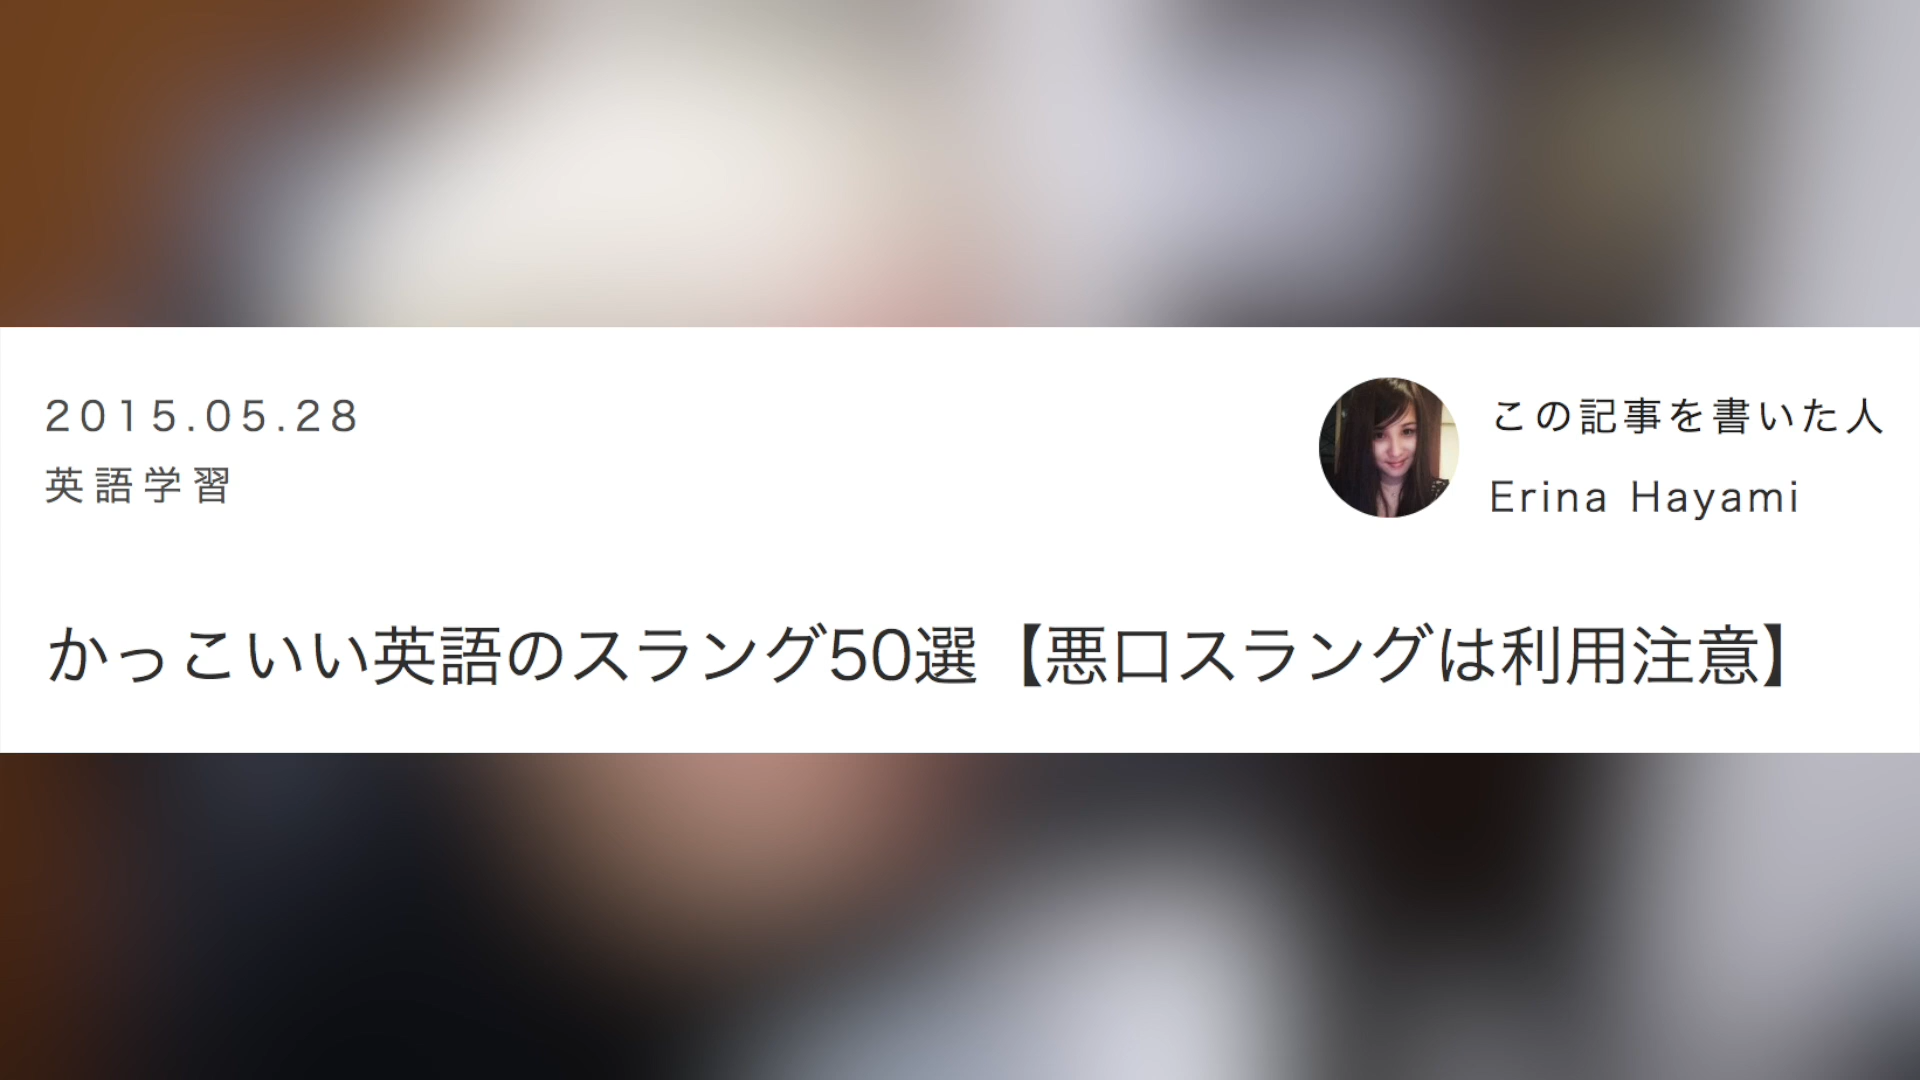 2015.05.28
英語学習
この記事を書いた人
Erina Hayami
かっこいい英語のスラング50選【悪口スラングは利用注意】